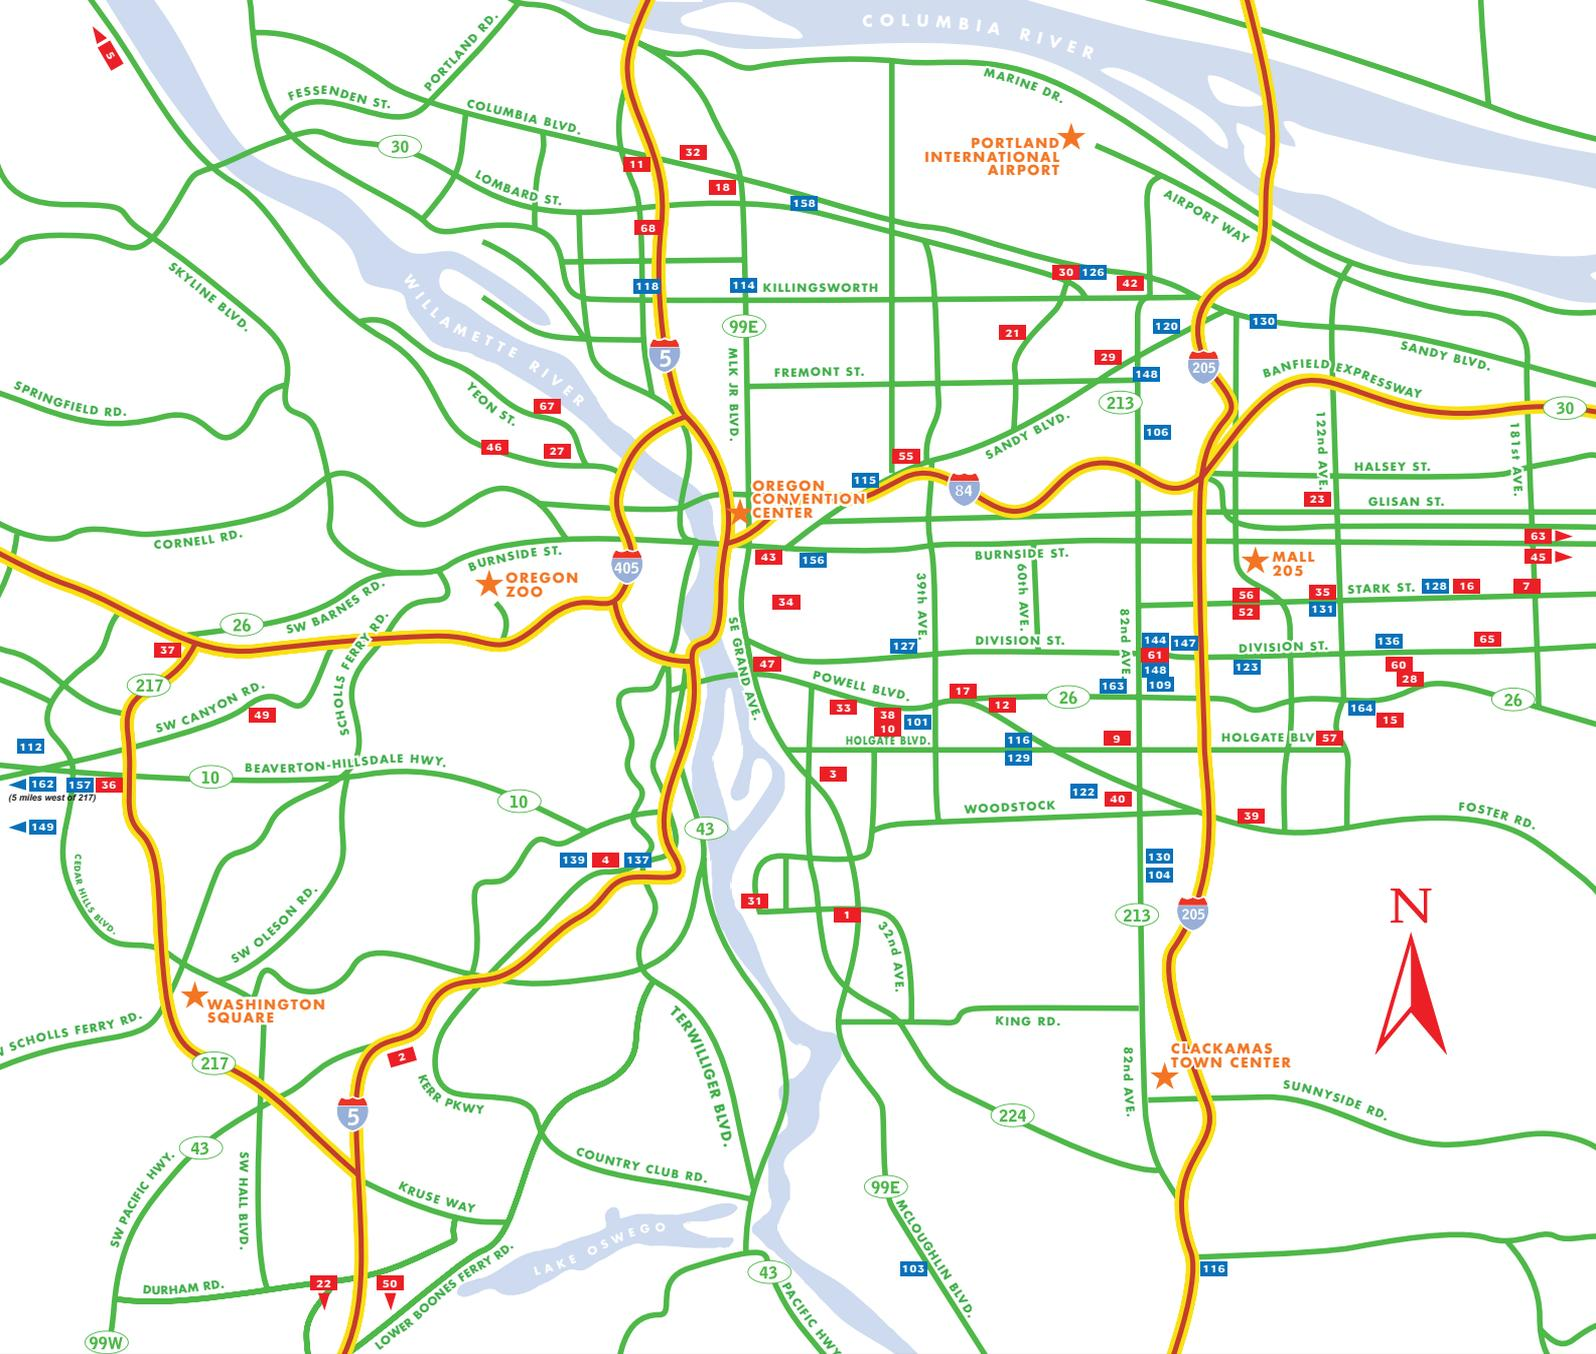 COLUMBIA RIVER
5
PORTLAND RD.
FESSENDEN ST.
COLUMBIA BLVD.
MARINE DR.
PORTLAND
INTERNATIONAL
AIRPORT
30
32
11
18
LOMBARD ST.
158
AIRPORT WAY
68
SKYLINE BLVD.
WILLAMETTE RIVER
118
114
KILLINGSWORTH
30
126
42
99E
21
120
130
5
MLK JR BLVD.
29
205
SANDY BLVD.
BANFIELD EXPRESSWAY
FREMONT ST.
148
213
30
SPRINGFIELD RD.
YEON ST.
67
SANDY BLVD.
106
122nd AVE.
181st AVE.
46
27
55
HALSEY ST.
115
84
OREGON
CONVENTION
CENTER
23
GLISAN ST.
CORNELL RD.
BURNSIDE ST.
63
43
156
BURNSIDE ST.
45
405
OREGON
ZOO
MALL
205
39th AVE.
60th AVE.
STARK ST.
128
16
7
56
35
34
52
131
SW BARNES RD.
26
82nd AVE.
SE GRAND AVE.
37
SCHOLLS FERRY RD.
127
DIVISION ST.
144
147
DIVISION ST.
136
65
61
47
148
123
60
28
217
POWELL BLVD.
163
109
SW CANYON RD.
17
26
26
49
33
12
164
38
10
101
15
HOLGATE BLVD.
116
9
HOLGATE BLV
57
112
129
BEAVERTON-HILLSDALE HWY.
10
3
162
157
36
(5 miles west of 217)
122
40
10
WOODSTOCK
39
FOSTER RD.
149
43
CEDAR HILLS BLVD.
139
4
137
130
104
SW OLESON RD.
31
1
213
205
N
32nd AVE.
WASHINGTON
SQUARE
W SCHOLLS FERRY RD.
TERWILLIGER BLVD.
KING RD.
217
2
CLACKAMAS
TOWN CENTER
82nd AVE.
KERR PKWY
5
SUNNYSIDE RD.
224
43
SW PACIFIC HWY.
SW HALL BLVD.
COUNTRY CLUB RD.
KRUSE WAY
99E
MCLOUGHLIN BLVD.
LAKE OSWEGO
103
116
DURHAM RD.
22
50
LOWER BOONES FERRY RD.
43
PACIFIC HWY
99W